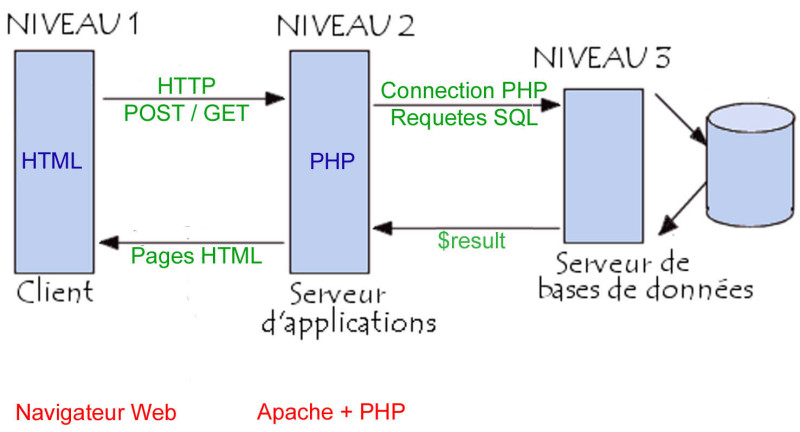 NIVEAU 1
NIVEAU 2
NIVEAU 3
HTTP
POST / GET
Connection PHP
Requetes SQL
HTML
PHP
$result
Pages HTML
Client
Serveur
d'applications
Serveur de
bases de données
Navigateur Web
Apache + PHP